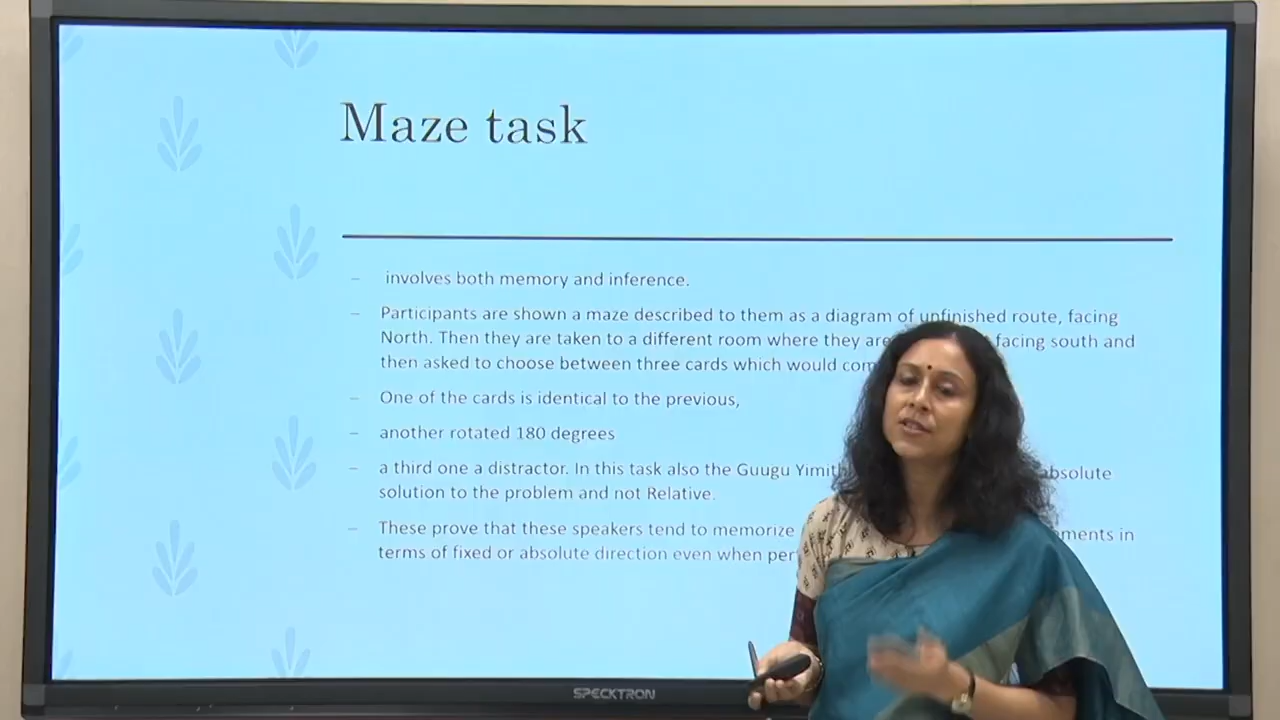 Maze task
– involves both memory and inference.
– Participants are shown a maze described to them as a diagram of unfinished route, facing
North. Then they are taken to a different room where they are facing south and
then asked to choose between three cards which would
– One of the cards is identical to the previous,
– another rotated 180 degrees
– a third one a distractor. In this task also the Guugu absolute
solution to the problem and not Relative.
– These prove that these speakers tend to memorize in
terms of fixed or absolute direction even when
SPECKTRON